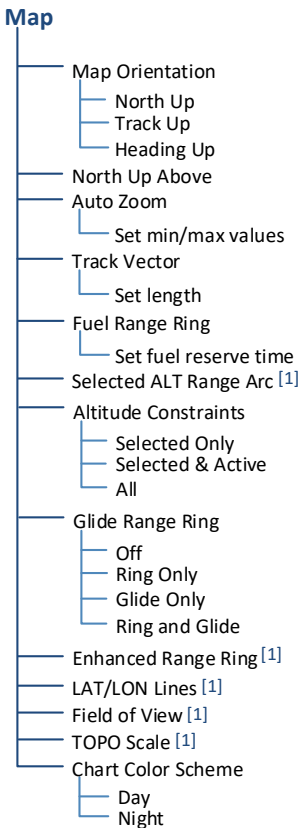 Map
Map Orientation
North Up
Track Up
Heading Up
North Up Above
Auto Zoom
Set min/max values
Track Vector
Set length
Fuel Range Ring
Set fuel reserve time
Selected ALT Range Arc [1]
Altitude Constraints
Selected Only
Selected & Active
All
Glide Range Ring
Off
Ring Only
Glide Only
Ring and Glide
Enhanced Range Ring [1]
LAT/LON Lines [1]
Field of View [1]
TOPO Scale [1]
Chart Color Scheme
Day
Night